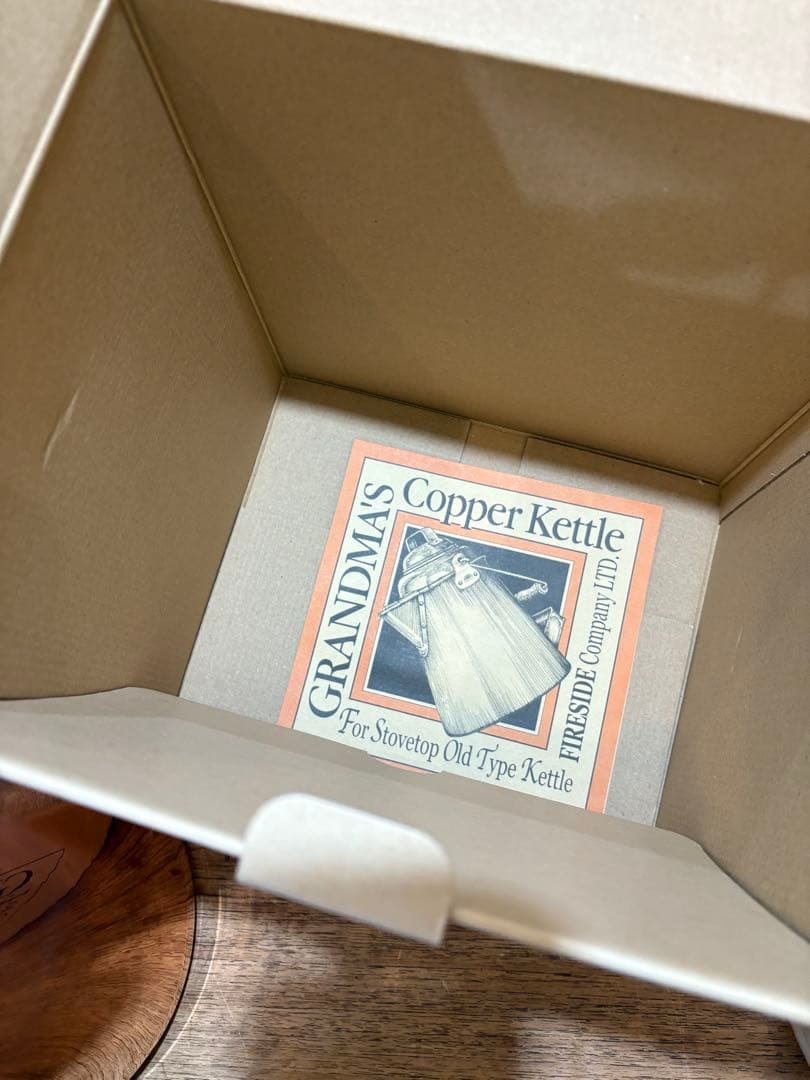 GRANDMA'S
Copper Kettle
FIRESIDE Company LTD.
For Stovetop Old Type Kettle